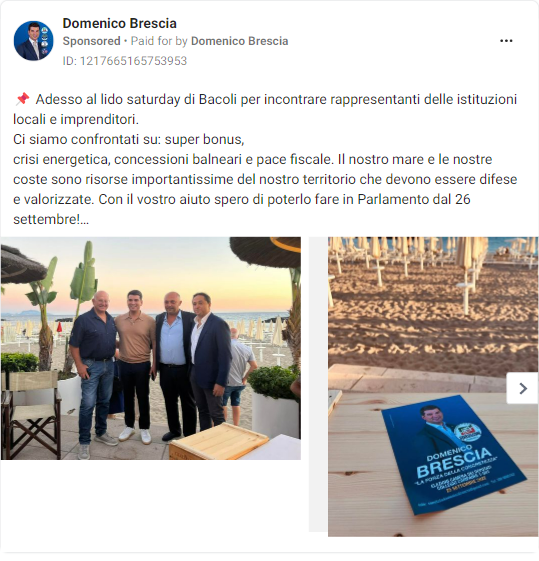 Domenico Brescia
Sponsored • Paid for by Domenico Brescia
ID: 1217665165753953
📌 Adesso al lido saturday di Bacoli per incontrare rappresentanti delle istituzioni
locali e imprenditori.
Ci siamo confrontati su: super bonus,
crisi energetica, concessioni balneari e pace fiscale. Il nostro mare e le nostre
coste sono risorse importantissime del nostro territorio che devono essere difese
e valorizzate. Con il vostro aiuto spero di poterlo fare in Parlamento dal 26
settembre!...
DOMENICO
BRESCIA
"LA FORZA DELLA CONCRETEZZA"